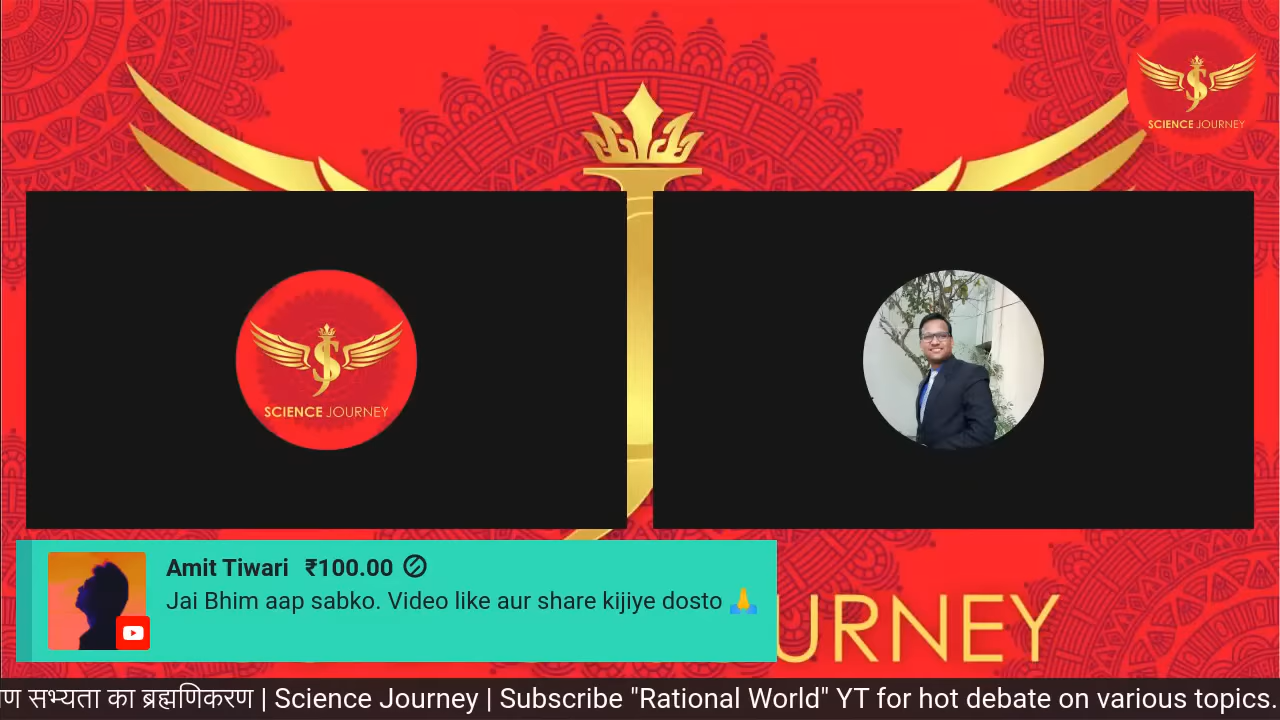 SCIENCE JOURNEY
SCIENCE JOURNEY
Amit Tiwari ₹100.00
Jai Bhim aap sabko. Video like aur share kijiye dosto 🙏
URNEY
सभ्यता का ब्रह्मणिकरण | Science Journey | Subscribe "Rational World" YT for hot debate on various topics.